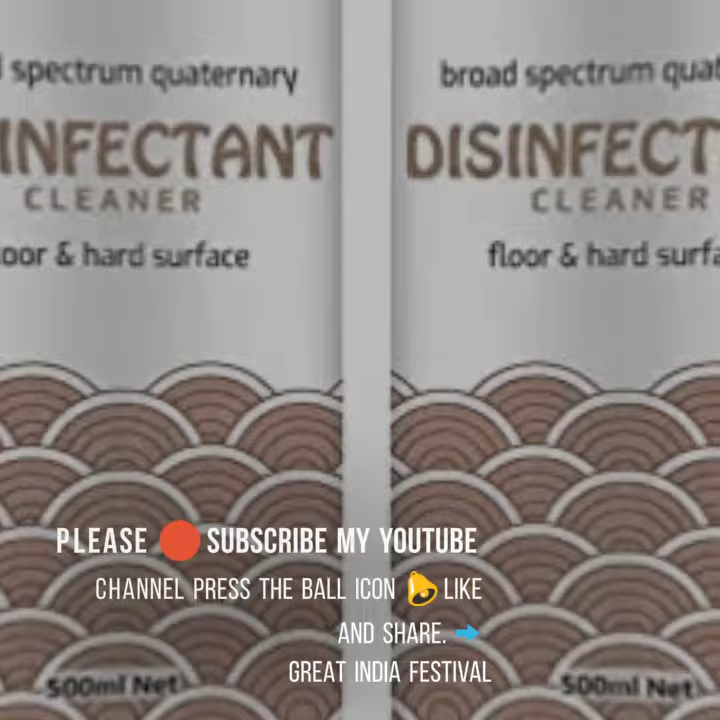 spectrum quaternary
INFECTANT
CLEANER
oor & hard surface
500ml Net
broad spectrum quat
DISINFECT
CLEANER
floor & hard surfa
500ml Net
PLEASE SUBSCRIBE MY YOUTUBE
CHANNEL PRESS THE BALL ICON LIKE
AND SHARE.
GREAT INDIA FESTIVAL